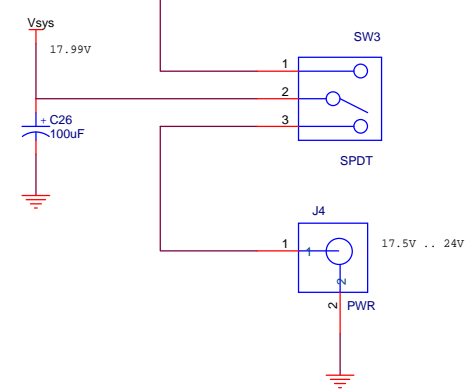 Vsys
17.99V
SW3
1
2
3
+ C26
100uF
SPDT
J4
1
1
17.5V .. 24V
2
2
PWR